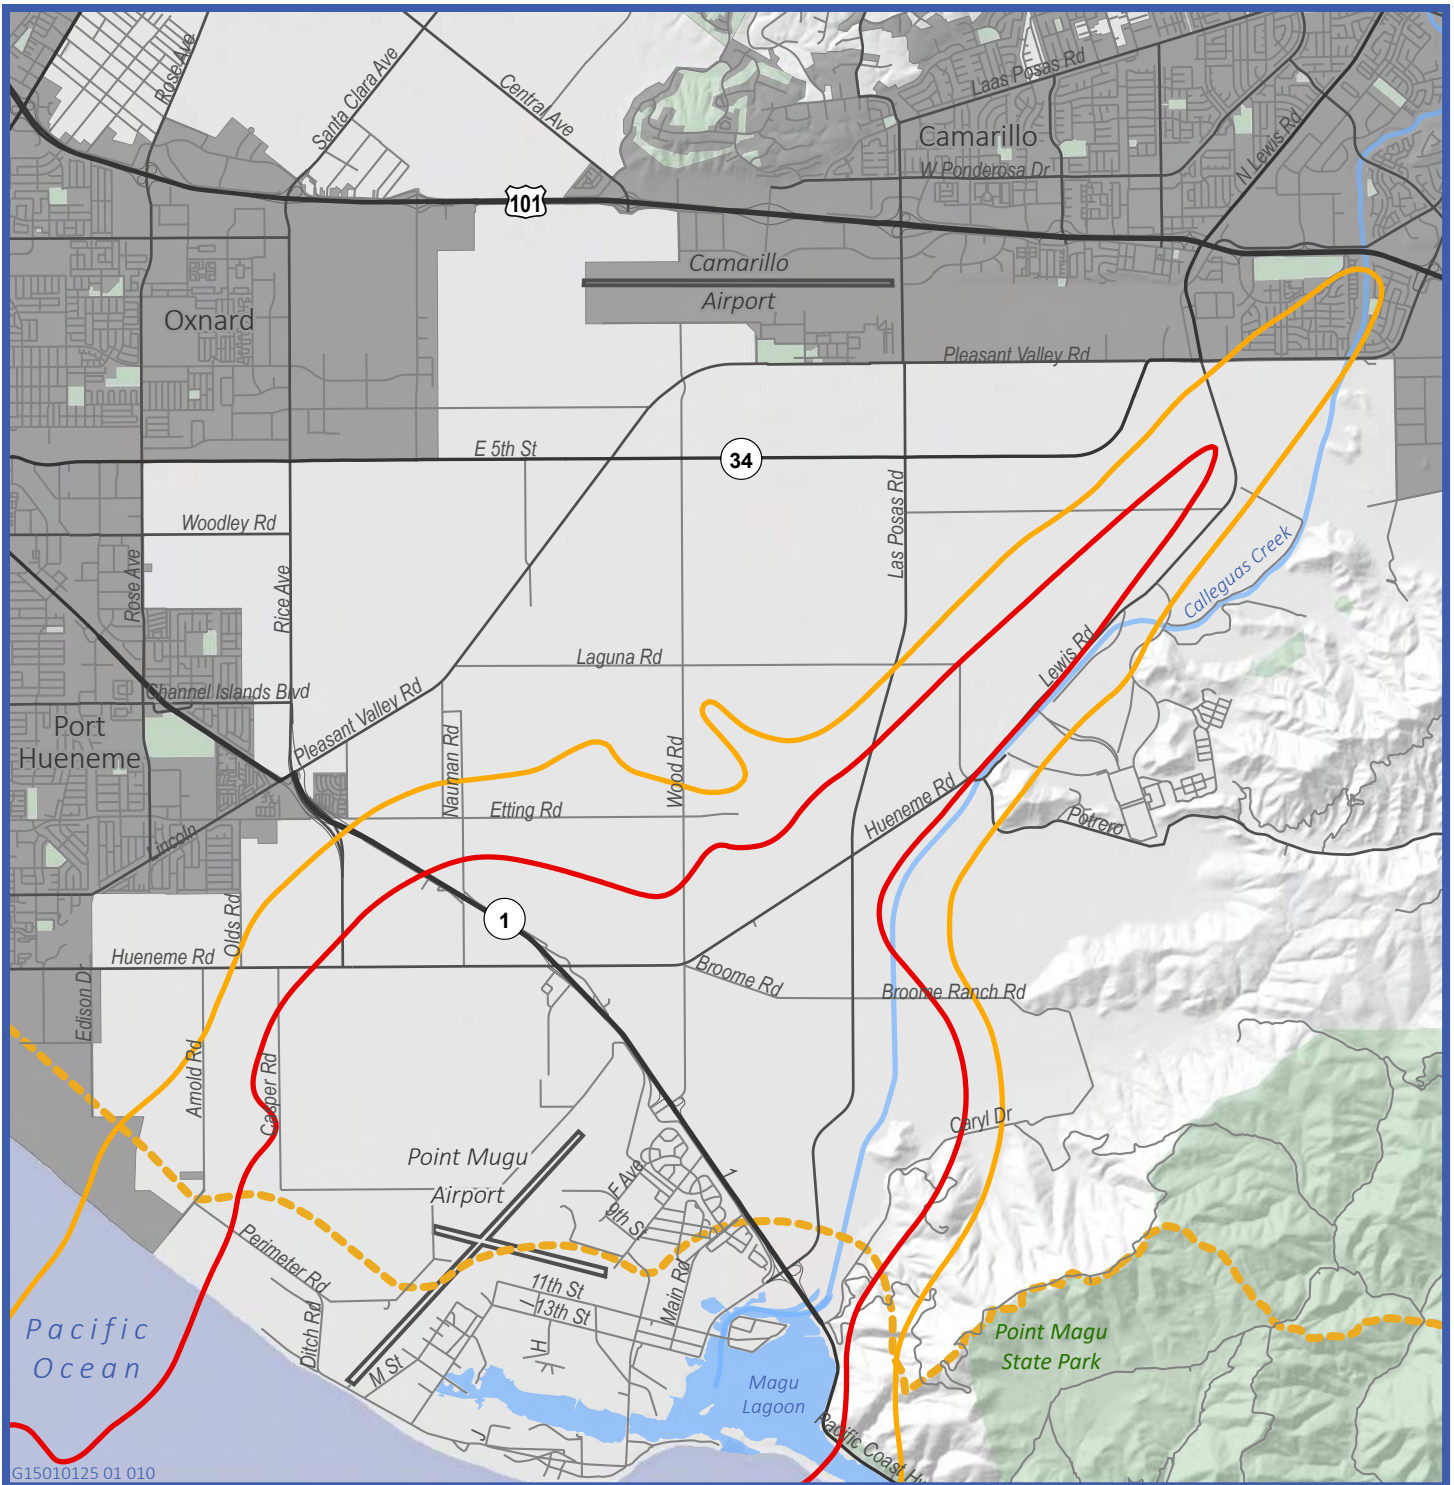 Rose Ave
Santa Clara Ave
Central Ave
Laas Posas Rd
Camarillo
W Ponderosa Dr
N Lewis Rd
101
Camarillo
Airport
Oxnard
Pleasant Valley Rd
E 5th St
34
Las Posas Rd
Woodley Rd
Rose Ave
Rice Ave
Calleguas Creek
Laguna Rd
Lewis Rd
Channel Islands Blvd
Pleasant Valley Rd
Port
Hueneme
Nauman Rd
Wood Rd
Etting Rd
Hueneme Rd
Potrero
Lincoln
1
Olds Rd
Hueneme Rd
Edison Dr
Broome Rd
Broome Ranch Rd
Arnold Rd
Casper Rd
Caryl Dr
Point Mugu
Airport
F Ave
9th St
1
Perimeter Rd
11th St
13th St
Main Rd
Ditch Rd
M St
H
J
Pacific
Ocean
Point Magu
State Park
Magu
Lagoon
Pacific Coast Hw
G15010125 01 010